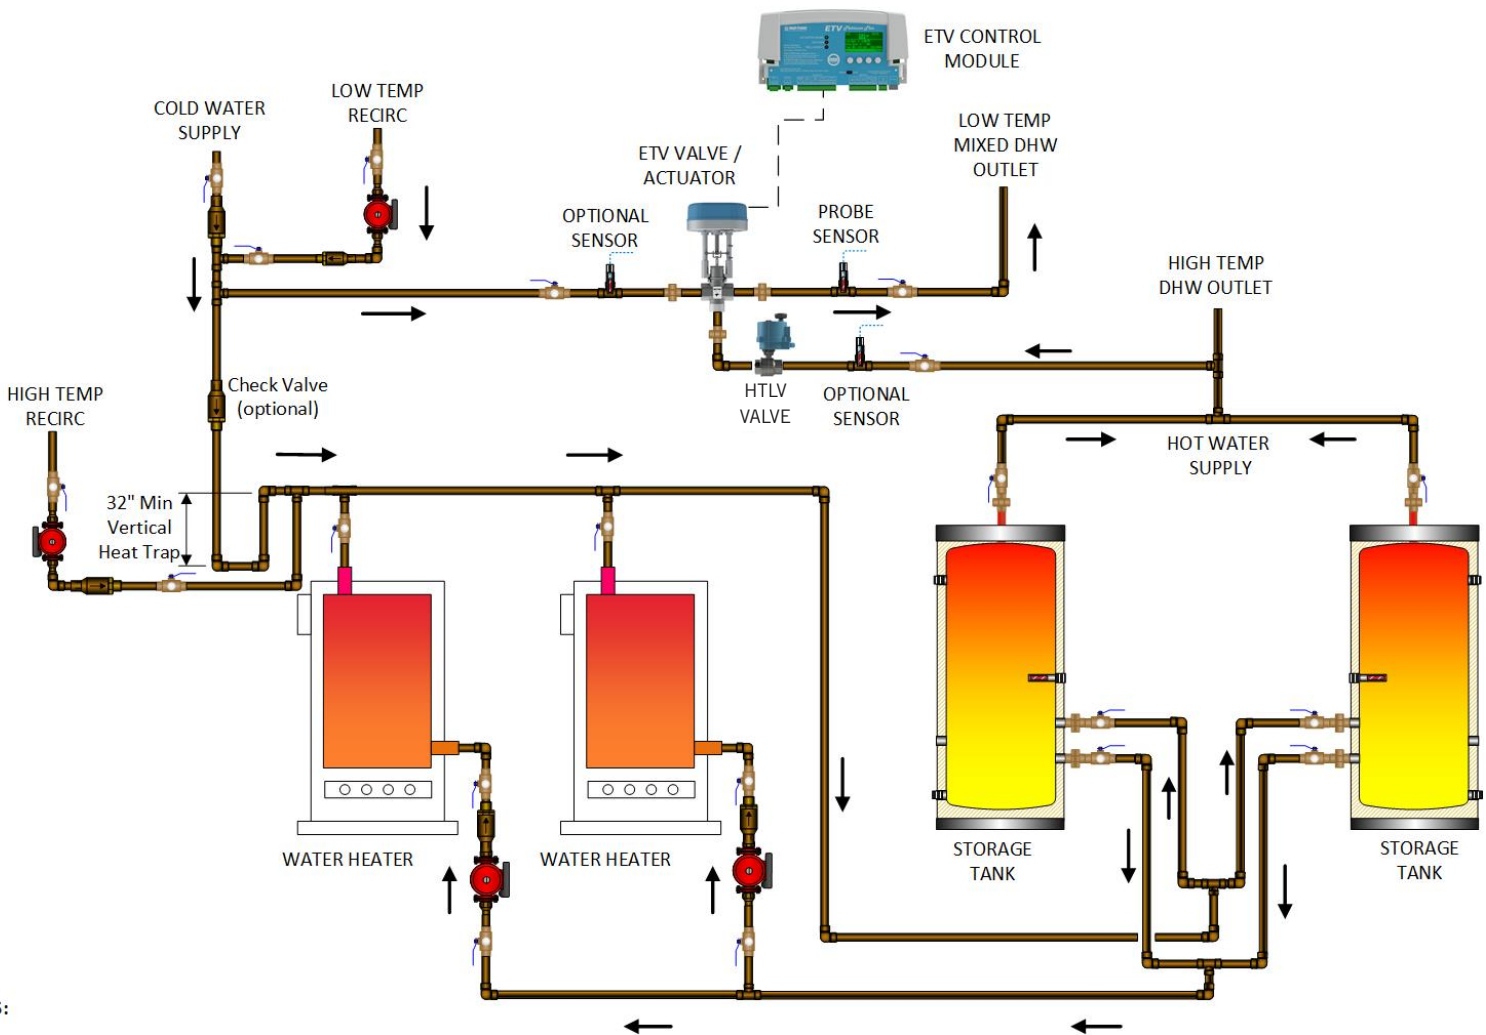 ETV CONTROL
MODULE
LOW TEMP
RECIRC
COLD WATER
SUPPLY
LOW TEMP
MIXED DHW
OUTLET
ETV VALVE /
ACTUATOR
OPTIONAL
SENSOR
PROBE
SENSOR
HIGH TEMP
DHW OUTLET
HIGH TEMP
RECIRC
Check Valve
(optional)
HTLV
VALVE
OPTIONAL
SENSOR
HOT WATER
SUPPLY
32" Min
Vertical
Heat Trap
WATER HEATER
WATER HEATER
STORAGE
TANK
STORAGE
TANK
ETV